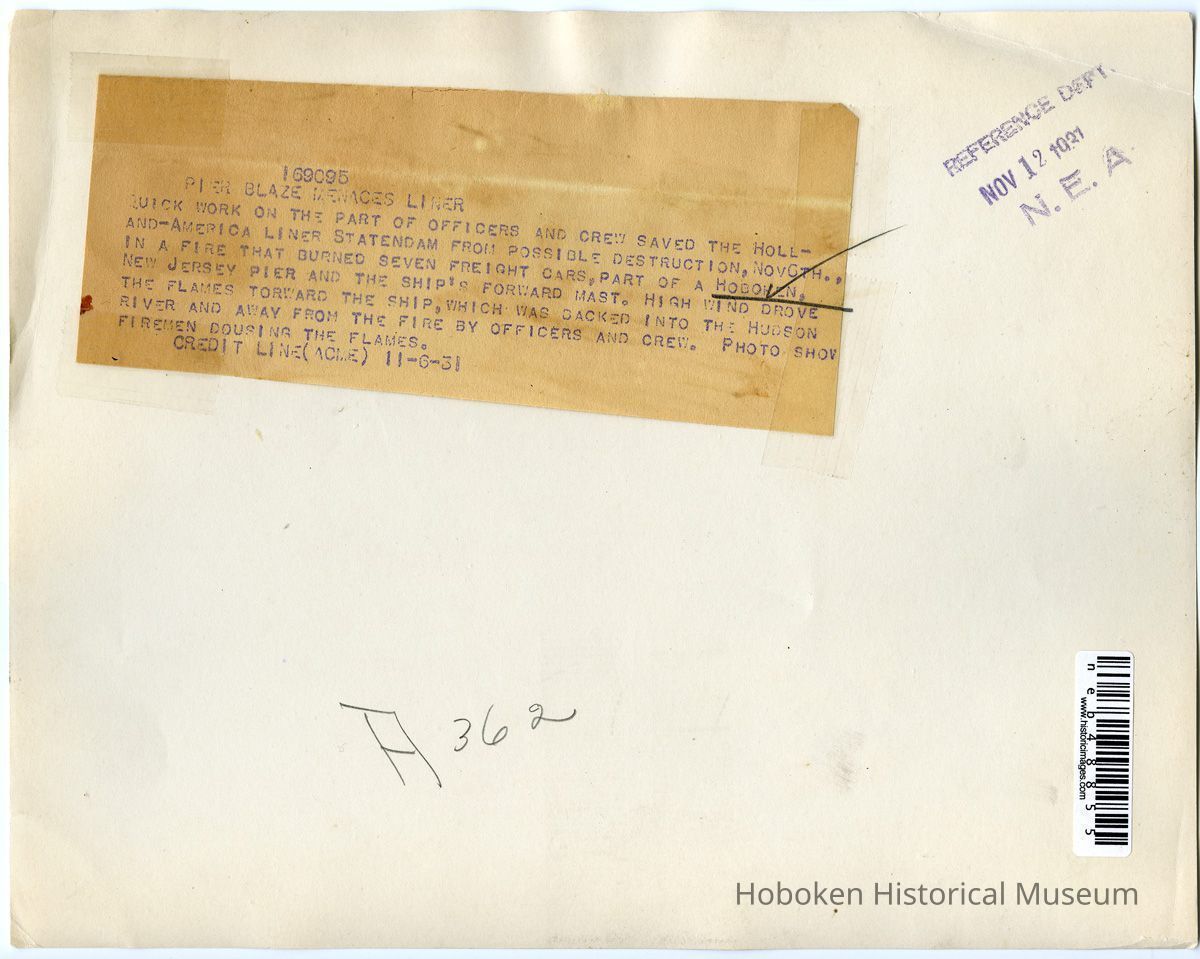 169095
PIER BLAZE MENACES LINER
QUICK WORK ON THE PART OF OFFICERS AND CREW SAVED THE HOLL-
AND-AMERICA LINER STATENDAM FROM POSSIBLE DESTRUCTION, NOV6TH.,
IN A FIRE THAT BURNED SEVEN FREIGHT CARS, PART OF A HOBOKEN,
NEW JERSEY PIER AND THE SHIP'S FORWARD MAST. HIGH WIND DROVE
THE FLAMES TORWARD THE SHIP, WHICH WAS BACKED INTO THE HUDSON
RIVER AND AWAY FROM THE FIRE BY OFFICERS AND CREW. PHOTO SHOW
FIREMEN DOUSING THE FLAMES.
CREDIT LINE(ACME) 11-6-31
REFERENCE DEPT.
NOV 12 1931
N. E. A.
A 362
neb48855
www.historicimages.com
Hoboken Historical Museum